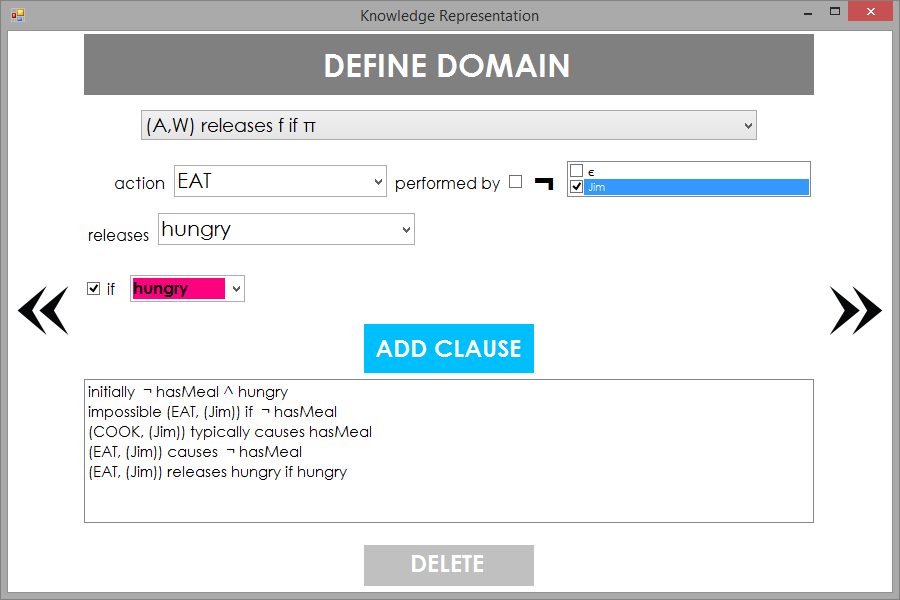 Knowledge Representation
DEFINE DOMAIN
(A,W) releases f if π
action EAT performed by ¬ ϵ
Jim
releases hungry
if hungry
ADD CLAUSE
initially ¬ hasMeal ^ hungry
impossible (EAT, (Jim)) if ¬ hasMeal
(COOK, (Jim)) typically causes hasMeal
(EAT, (Jim)) causes ¬ hasMeal
(EAT, (Jim)) releases hungry if hungry
DELETE